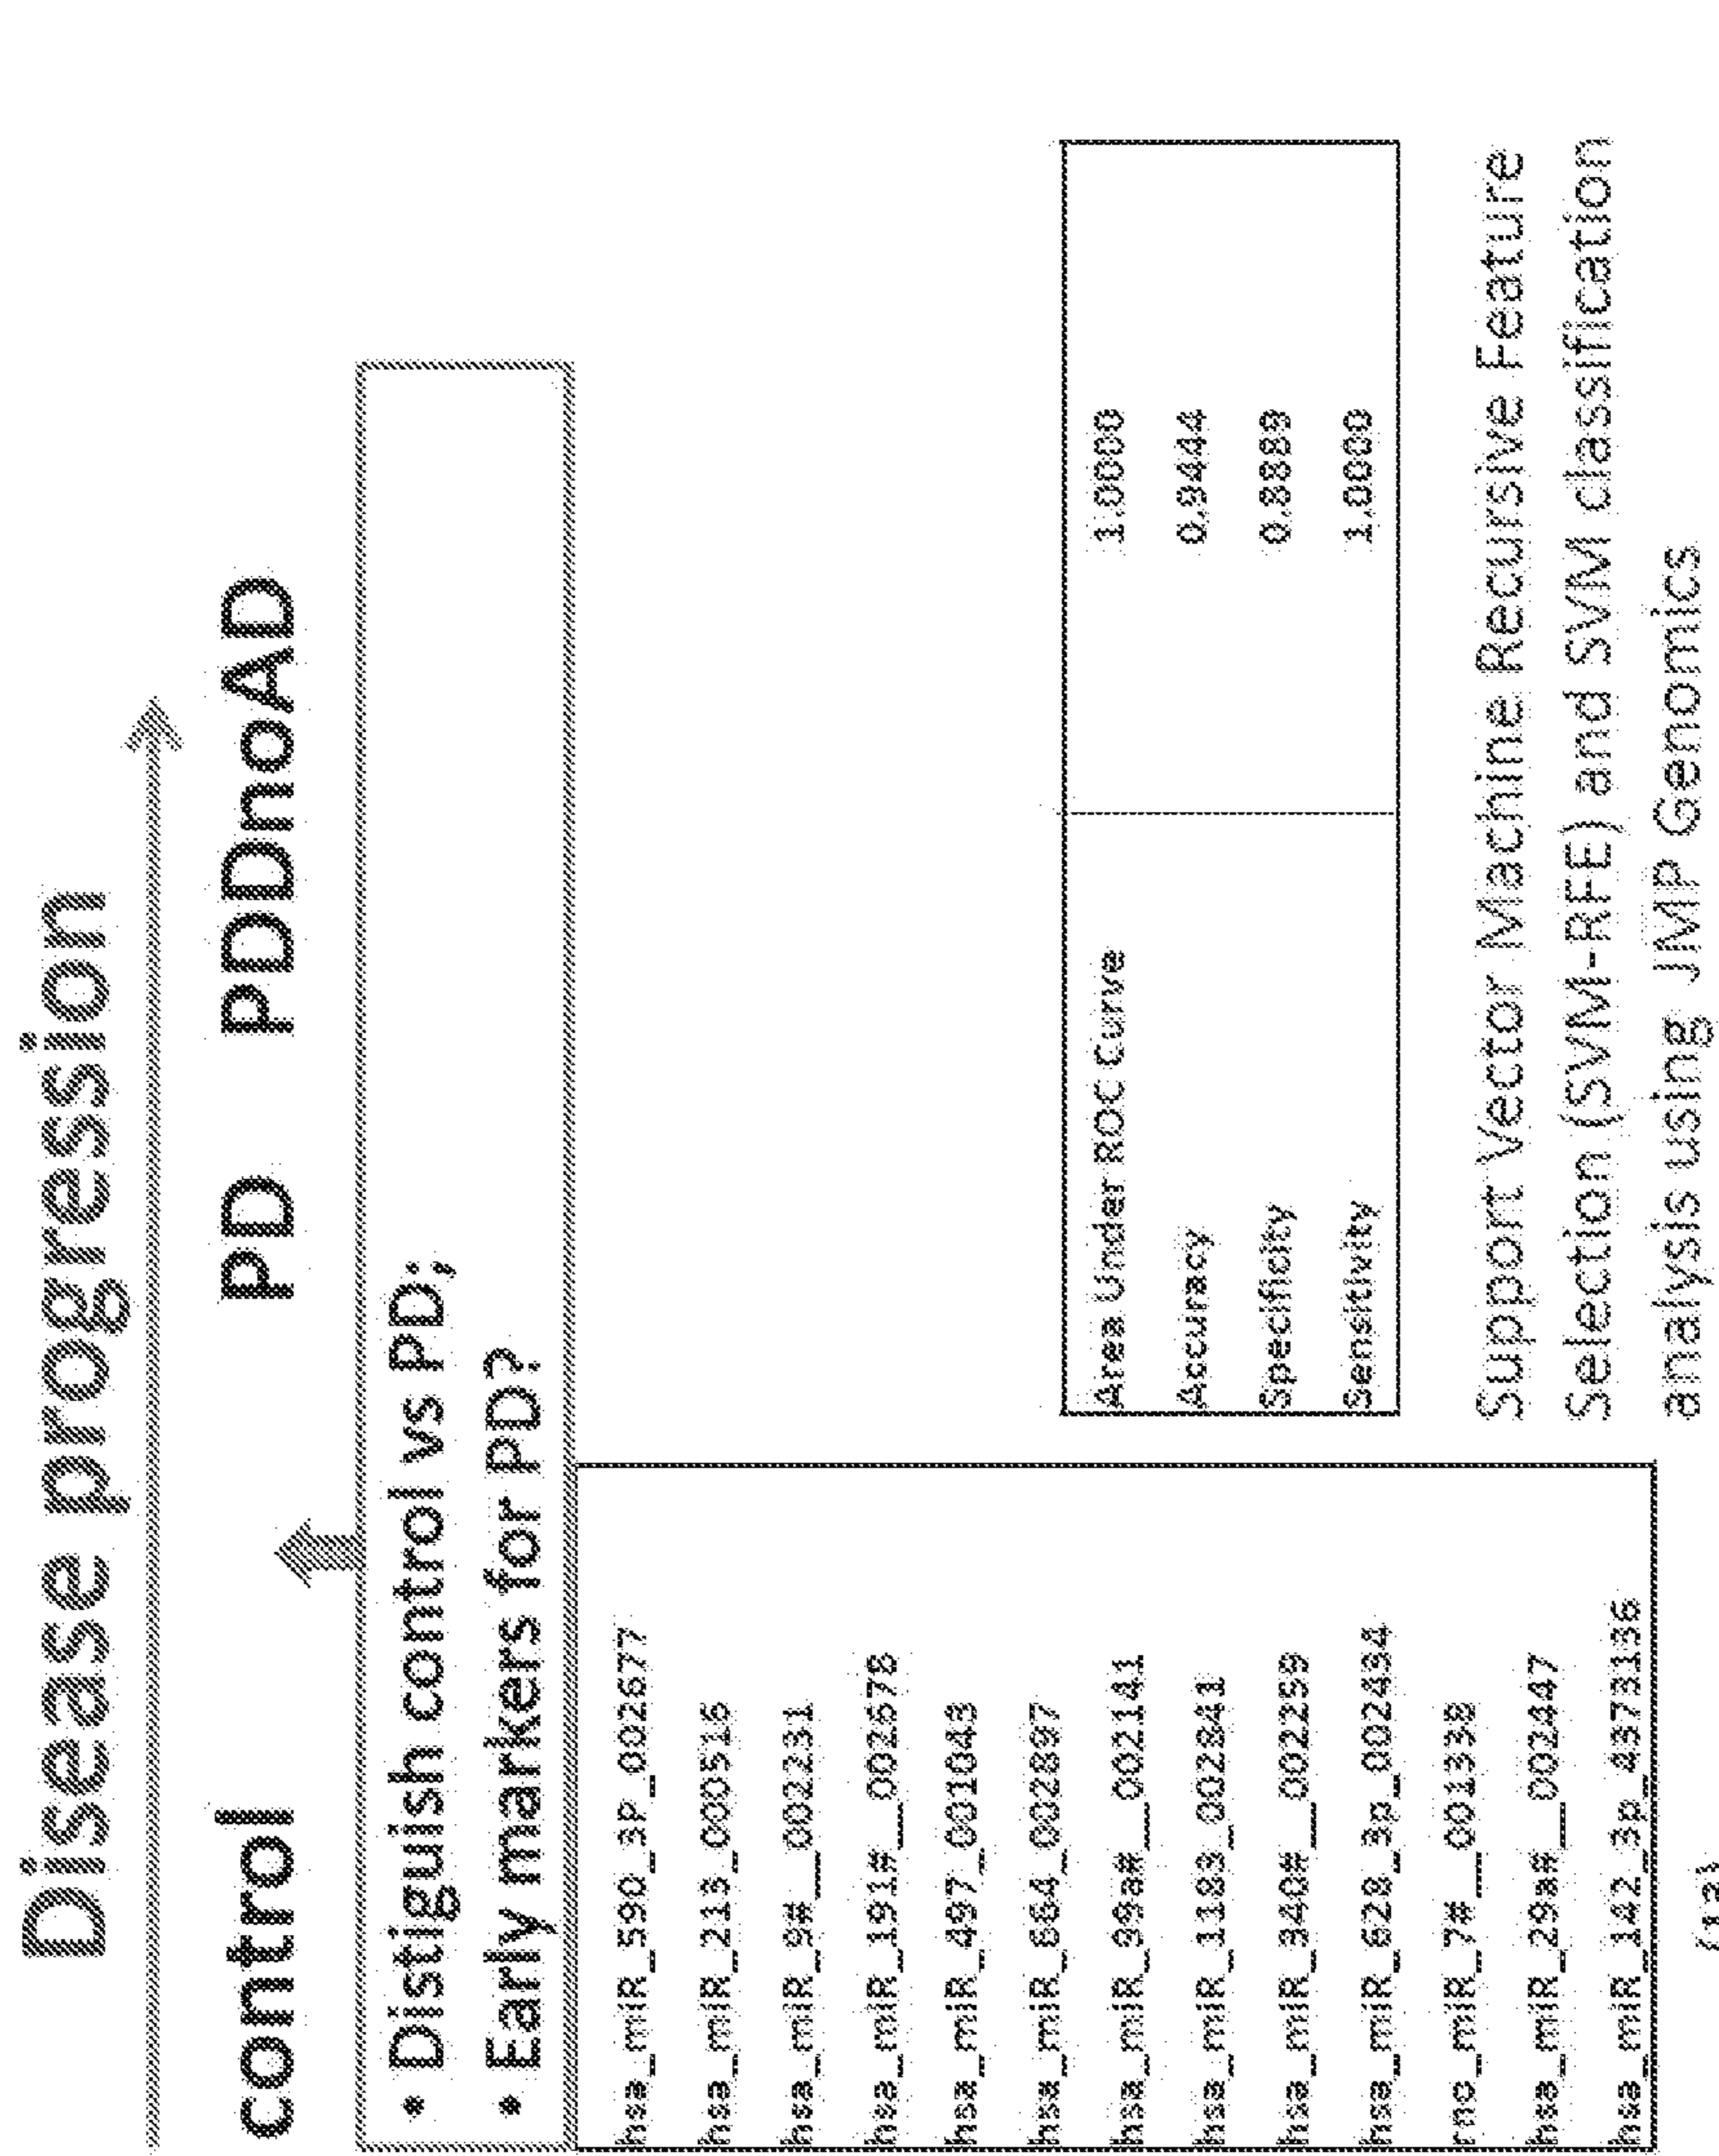 Disease progression
control PD PDDnoAD
• Distiguish control vs PD;
• Early markers for PD?
hsa_miR_590_3P_002677
hsa_miR_213_000516
hsa_miR_9#__002231
hsa_miR_191#__002678
hsa_miR_497_001043
hsa_miR_664_002897
hsa_miR_99a#__002141
hsa_miR_1183_002841
hsa_miR_340#__002259
hsa_miR_628_3p_002434
rno_miR_7#__001338
hsa_miR_29a#__002447
hsa_miR_142_3p_4373136
(13)
Area Under ROC Curve 1.0000
Accuracy 0.9444
Specificity 0.8889
Sensitivity 1.0000
Support Vector Machine Recursive Feature
Selection (SVM-RFE) and SVM classification
analysis using JMP Genomics